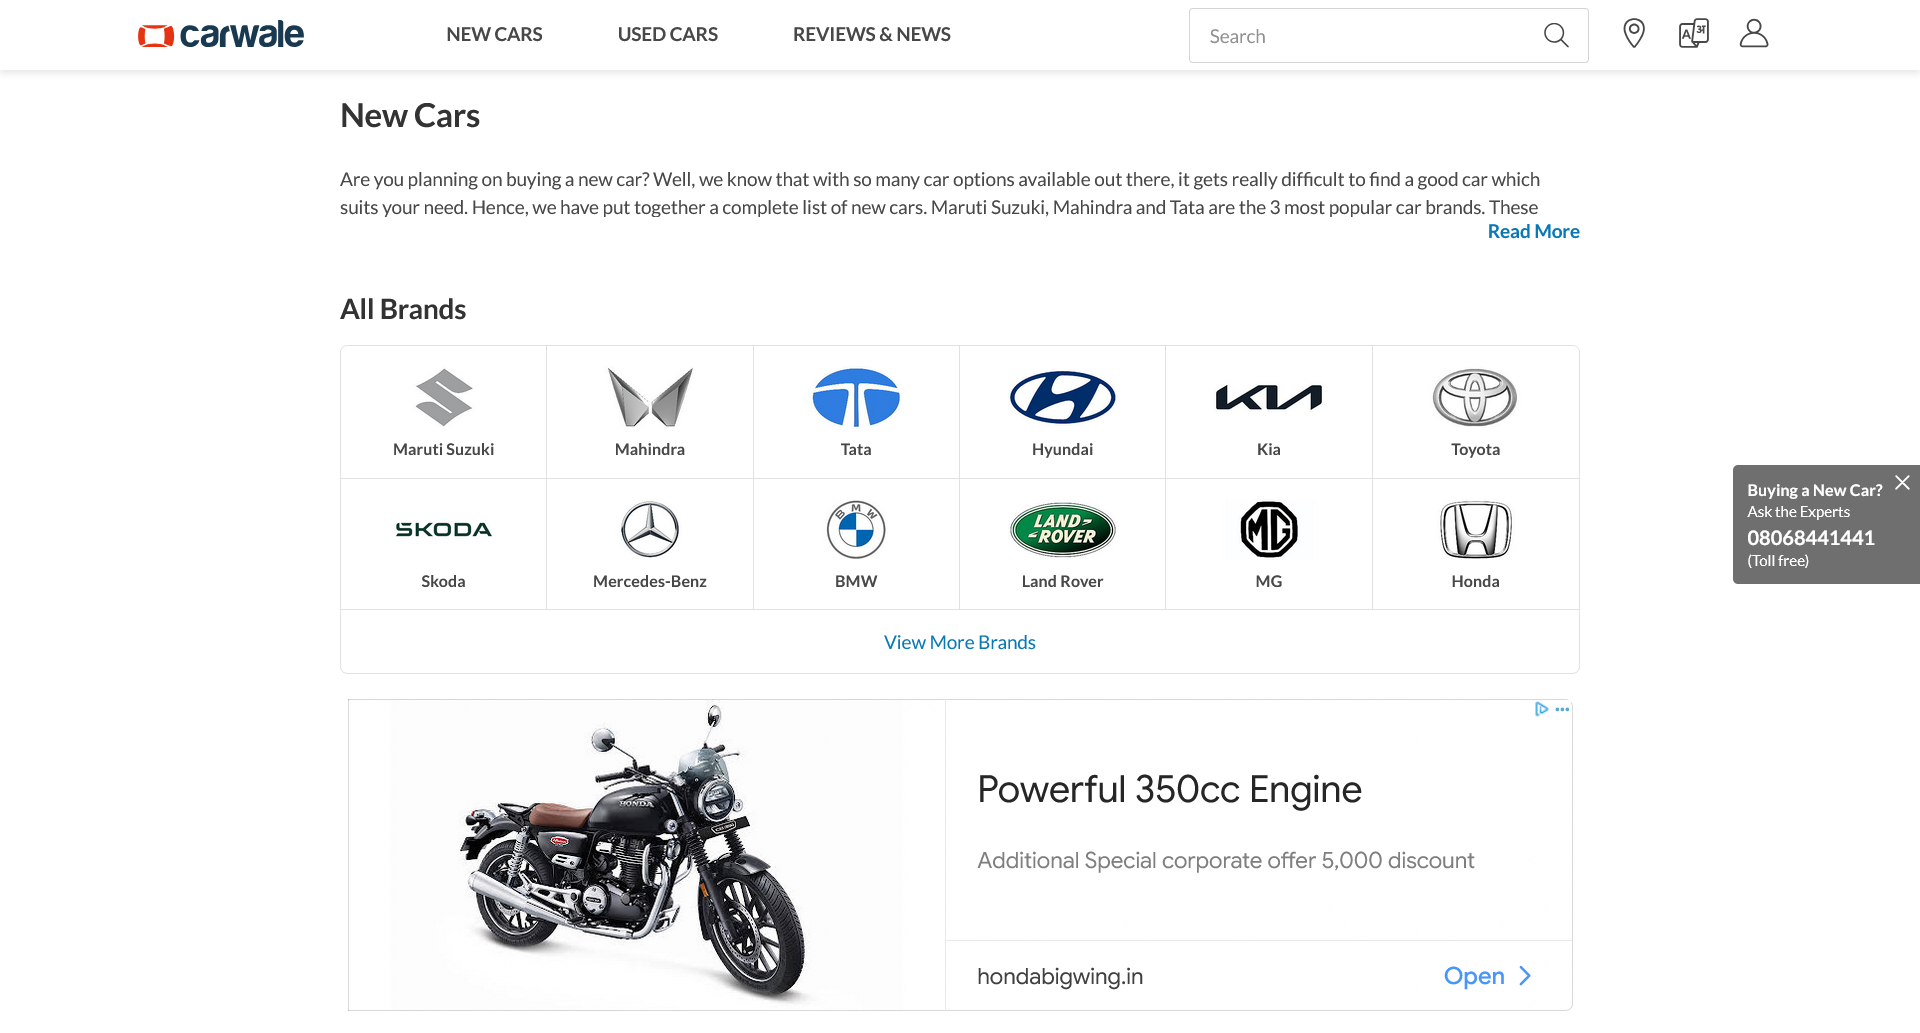 carwale
NEW CARS
USED CARS
REVIEWS & NEWS
Search
A अ
New Cars
Are you planning on buying a new car? Well, we know that with so many car options available out there, it gets really difficult to find a good car which
suits your need. Hence, we have put together a complete list of new cars. Maruti Suzuki, Mahindra and Tata are the 3 most popular car brands. These
Read More
All Brands
Maruti Suzuki
Mahindra
Tata
Hyundai
KIA
Kia
Toyota
SKODA
Skoda
Mercedes-Benz
BMW
BMW
LAND-
-ROVER
Land Rover
MG
MG
Honda
View More Brands
Buying a New Car?
Ask the Experts
08068441441
(Toll free)
HONDA
Powerful 350cc Engine
Additional Special corporate offer 5,000 discount
hondabigwing.in
Open